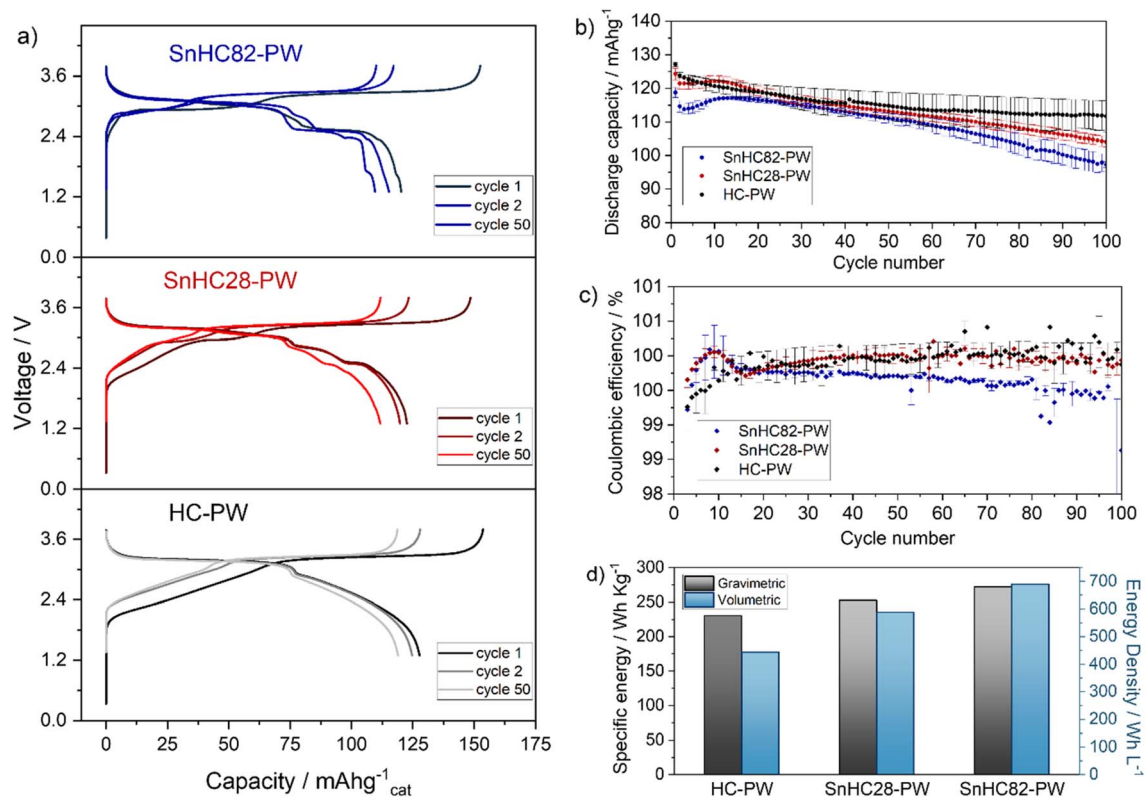 a)
SnHC82-PW
3.6
2.4
1.2
0.0
cycle 1
cycle 2
cycle 50
SnHC28-PW
3.6
2.4
1.2
0.0
cycle 1
cycle 2
cycle 50
HC-PW
3.6
2.4
1.2
0.0
cycle 1
cycle 2
cycle 50
Voltage / V
0 25 50 75 100 125 150 175
Capacity / mAhg⁻¹cat
b)
Discharge capacity / mAhg⁻¹
140
130
120
110
100
90
80
SnHC82-PW
SnHC28-PW
HC-PW
0 10 20 30 40 50 60 70 80 90 100
Cycle number
c)
Coulombic efficiency / %
101
101
100
100
99
99
98
SnHC82-PW
SnHC28-PW
HC-PW
0 10 20 30 40 50 60 70 80 90 100
Cycle number
d)
Specific energy / Wh Kg⁻¹
300
250
225
200
175
150
125
100
75
50
25
0
Gravimetric
Volumetric
700
600
500
400
300
200
100
0
Energy Density / Wh L⁻¹
HC-PW SnHC28-PW SnHC82-PW